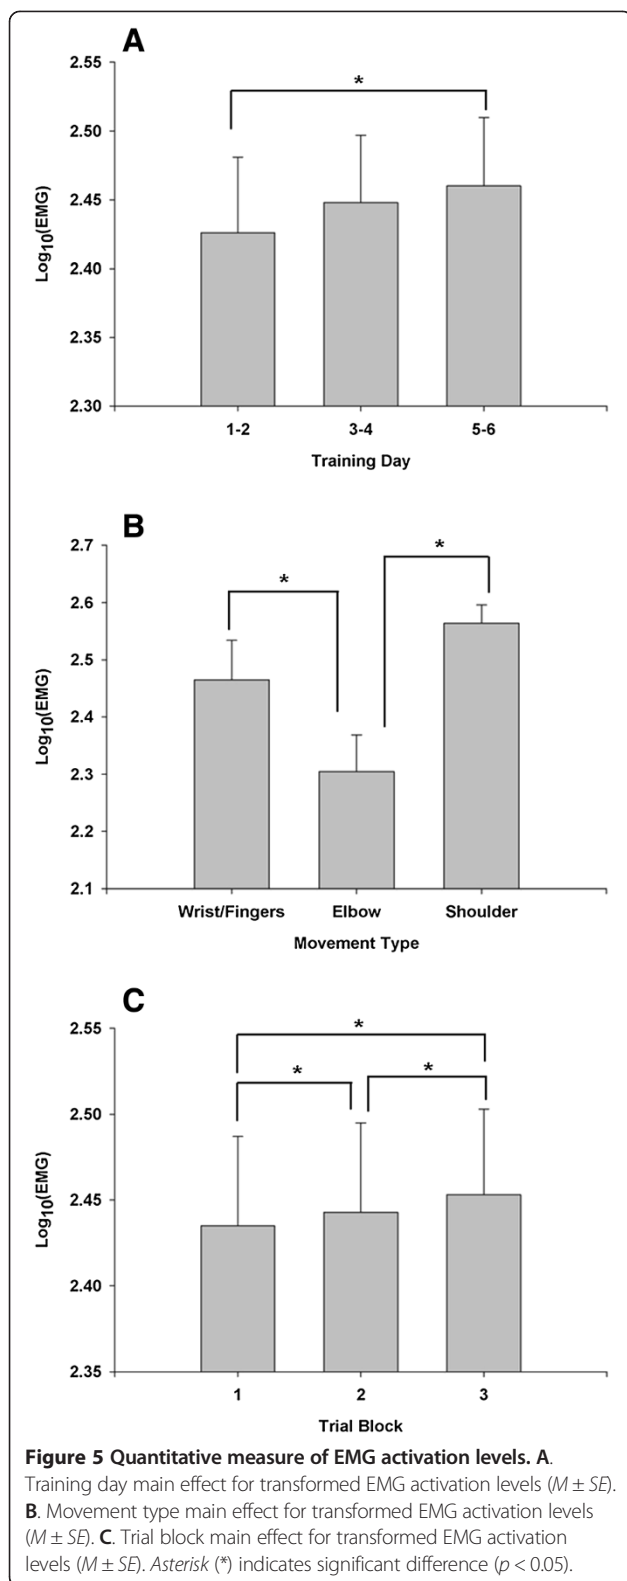 A
*
2.55
2.50
2.45
2.40
2.35
2.30
Log10(EMG)
1-2 3-4 5-6
Training Day
B
* *
2.7
2.6
2.5
2.4
2.3
2.2
2.1
Log10(EMG)
Wrist/Fingers Elbow Shoulder
Movement Type
C
*
* *
2.55
2.50
2.45
2.40
2.35
Log10(EMG)
1 2 3
Trial Block
Figure 5 Quantitative measure of EMG activation levels. A.
Training day main effect for transformed EMG activation levels (M ± SE).
B. Movement type main effect for transformed EMG activation levels
(M ± SE). C. Trial block main effect for transformed EMG activation
levels (M ± SE). Asterisk (*) indicates significant difference (p < 0.05).